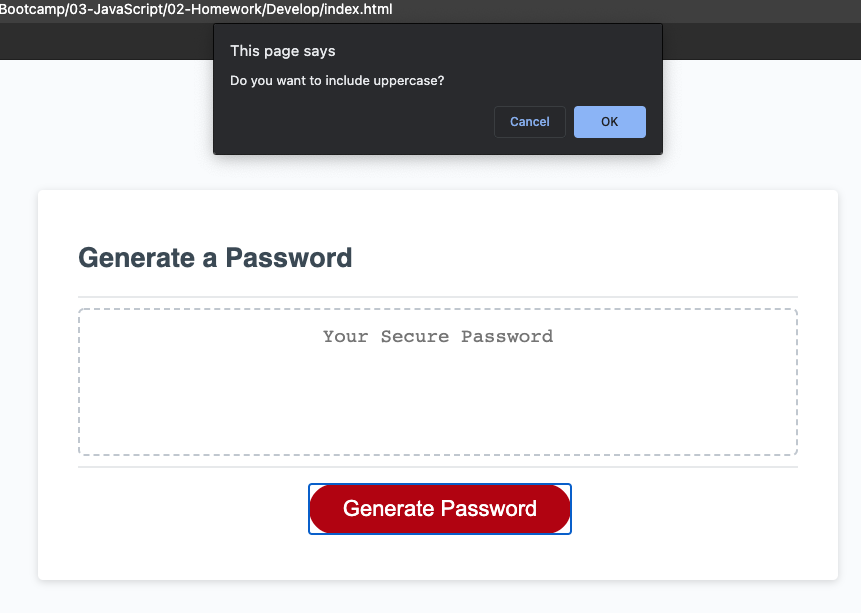 Bootcamp/03-JavaScript/02-Homework/Develop/index.html
This page says
Do you want to include uppercase?
Cancel
OK
Generate a Password
Your Secure Password
Generate Password